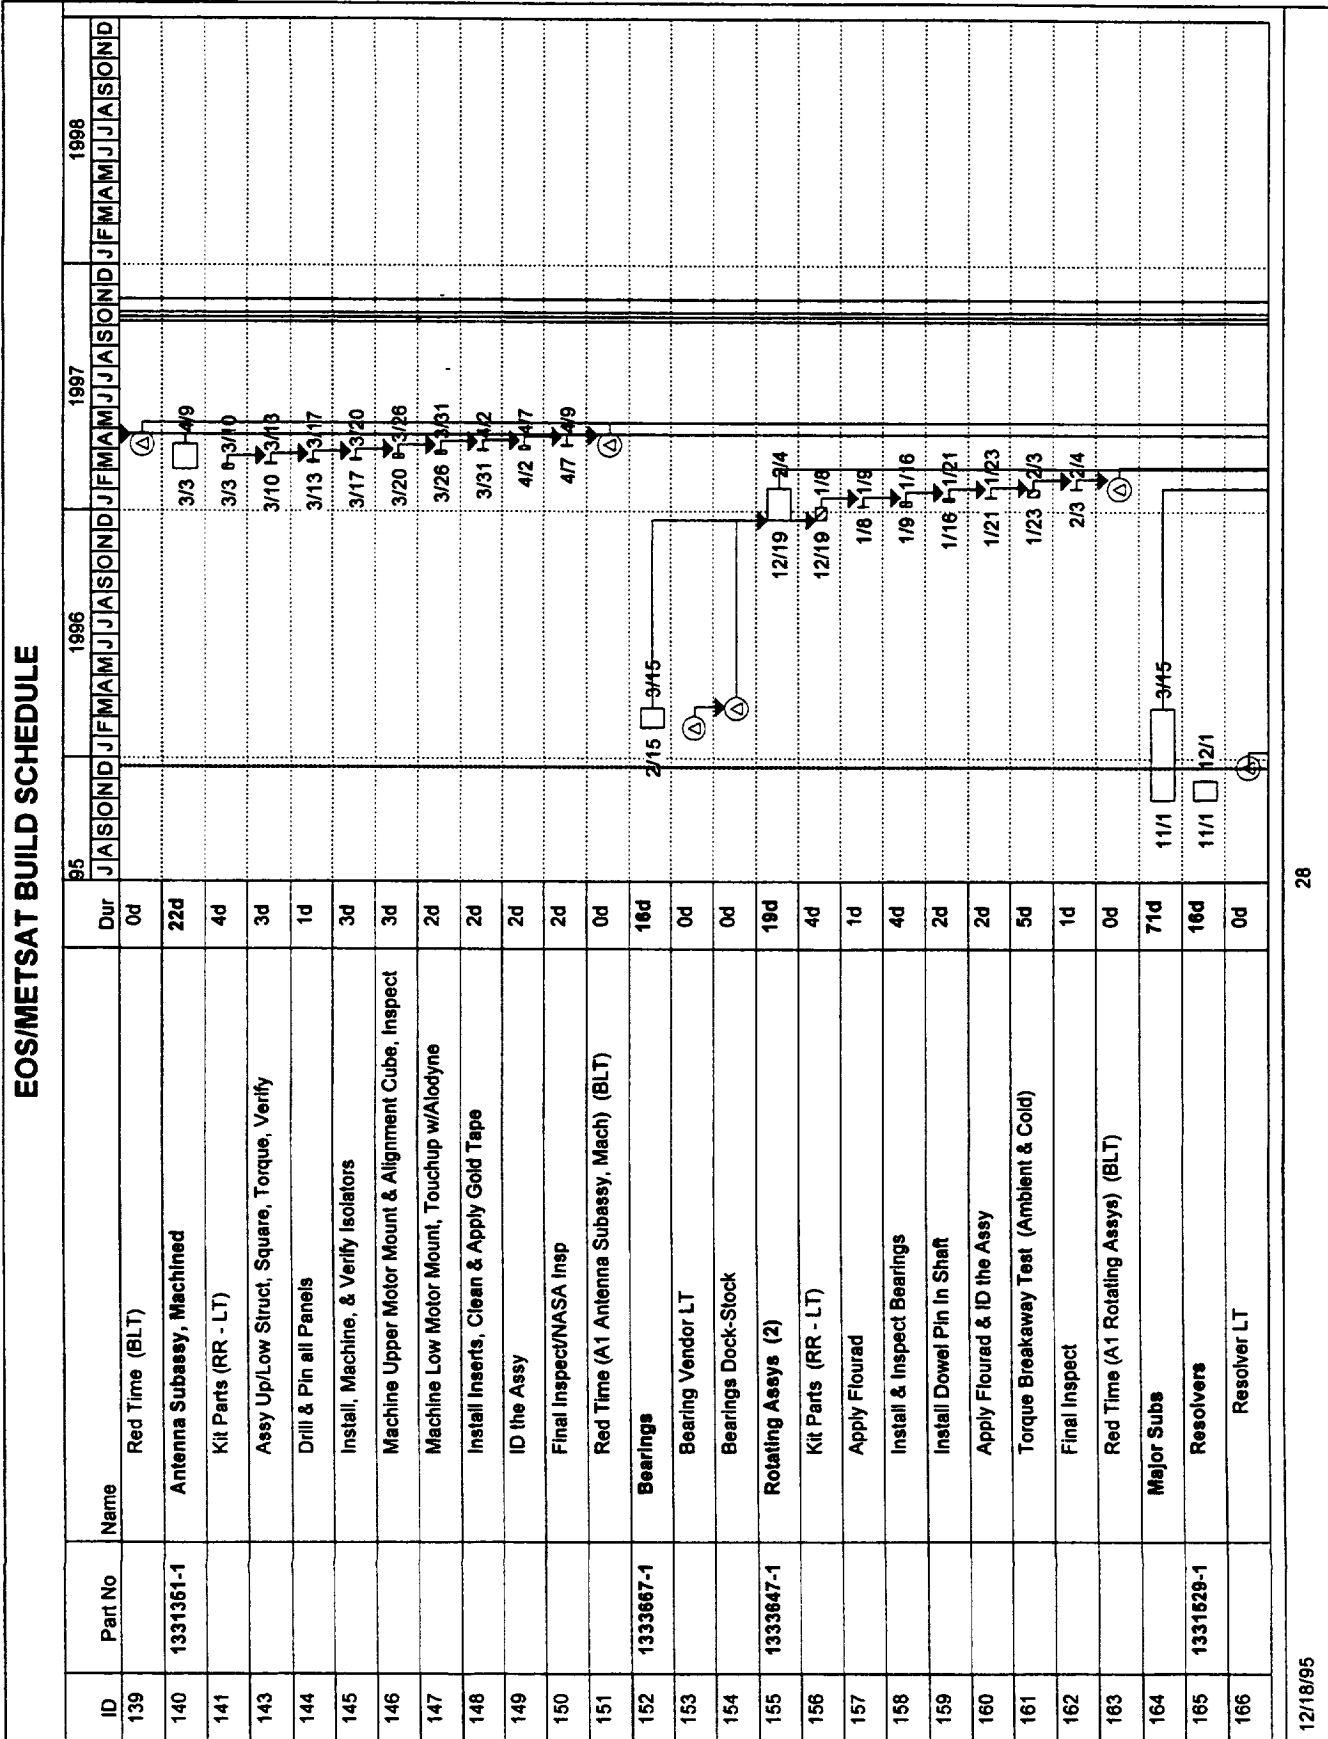 EOS/METSAT BUILD SCHEDULE
95 1996 1997 1998
ID Part No Name Dur J A S O N D J F M A M J J A S O N D J F M A M J J A S O N D J F M A M J J A S O N D
139 Red Time (BLT) 0d
140 1331351-1 Antenna Subassy, Machined 22d 3/3 4/9
141 Kit Parts (RR - LT) 4d 3/3 3/10
143 Assy Up/Low Struct, Square, Torque, Verify 3d 3/10 3/13
144 Drill & Pin all Panels 1d 3/13 3/17
145 Install, Machine, & Verify Isolators 3d 3/17 3/20
146 Machine Upper Motor Mount & Alignment Cube, Inspect 3d 3/20 3/26
147 Machine Low Motor Mount, Touchup w/Alodyne 2d 3/26 3/31
148 Install Inserts, Clean & Apply Gold Tape 2d 3/31 4/2
149 ID the Assy 2d 4/2 4/7
150 Final Inspect/NASA Insp 2d 4/7 4/9
151 Red Time (A1 Antenna Subassy, Mach) (BLT) 0d
152 1333667-1 Bearings 16d 2/15 3/15
153 Bearing Vendor LT 0d
154 Bearings Dock-Stock 0d
155 1333647-1 Rotating Assys (2) 19d 12/19 2/4
156 Kit Parts (RR - LT) 4d 12/19 1/8
157 Apply Flourad 1d 1/8 1/9
158 Install & Inspect Bearings 4d 1/9 1/16
159 Install Dowel Pin In Shaft 2d 1/16 1/21
160 Apply Flourad & ID the Assy 2d 1/21 1/23
161 Torque Breakaway Test (Ambient & Cold) 5d 1/23 2/3
162 Final Inspect 1d 2/3 2/4
163 Red Time (A1 Rotating Assys) (BLT) 0d
164 Major Subs 71d 11/1 3/15
165 1331529-1 Resolvers 16d 11/1 12/1
166 Resolver LT 0d
12/18/95 28